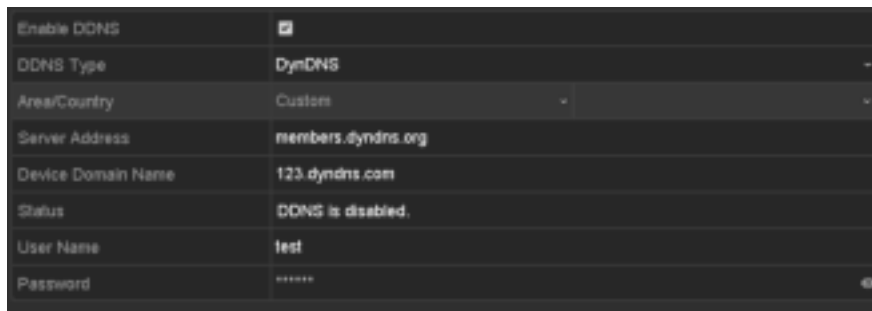 Enable DDNS
DDNS Type DynDNS
Area/Country Custom
Server Address members.dyndns.org
Device Domain Name 123.dyndns.com
Status DDNS is disabled.
User Name test
Password ******